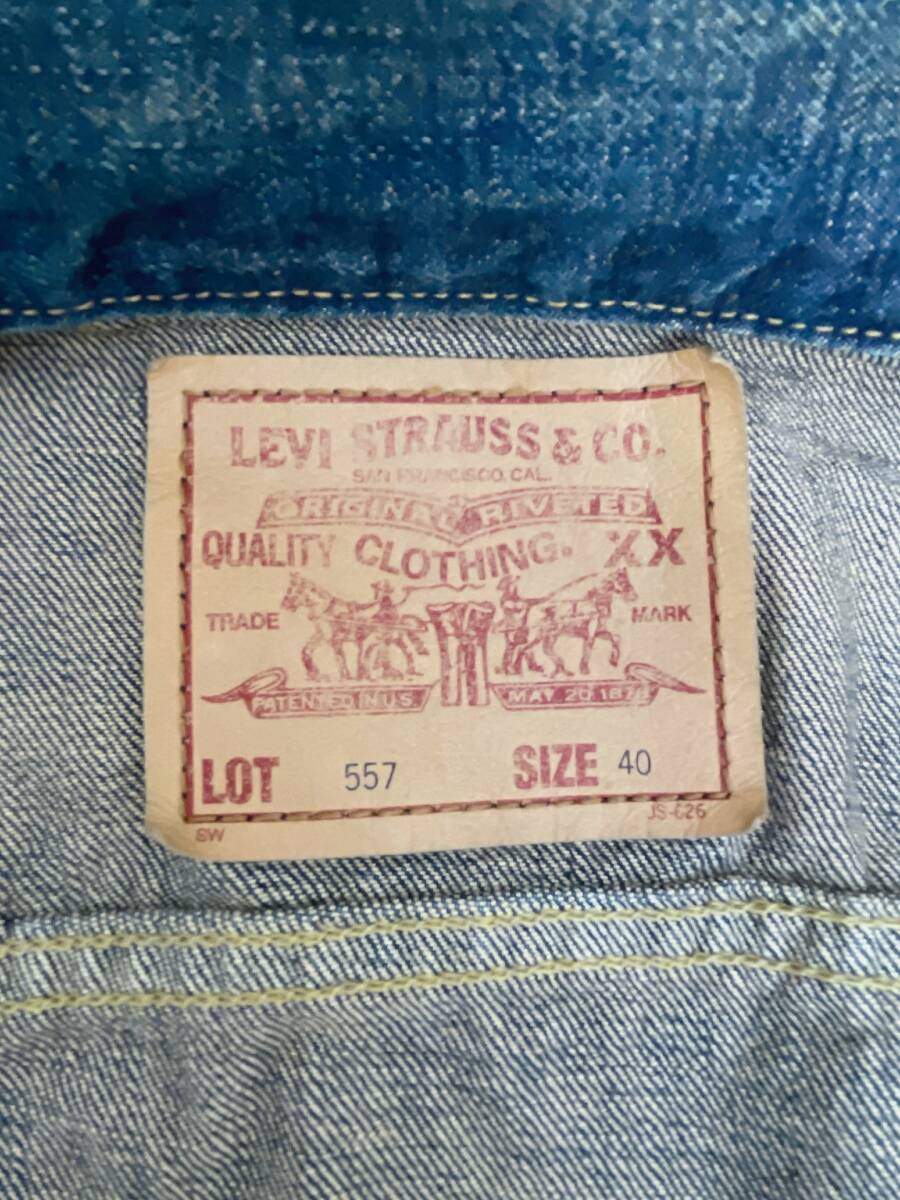 LEVI STRAUSS & CO.
SAN FRANCISCO, CAL.
ORIGINAL RIVETED
QUALITY CLOTHING. XX
TRADE MARK
PATENTED IN U.S. MAY 20 1873
LOT 557 SIZE 40
SW JS-626